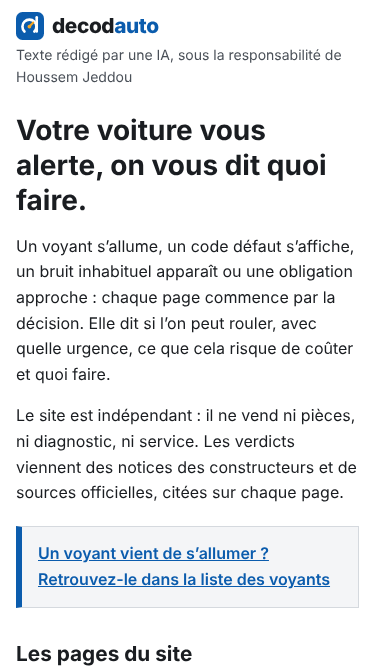 decodauto
Texte rédigé par une IA, sous la responsabilité de
Houssem Jeddou
Votre voiture vous
alerte, on vous dit quoi
faire.
Un voyant s’allume, un code défaut s’affiche,
un bruit inhabituel apparaît ou une obligation
approche : chaque page commence par la
décision. Elle dit si l’on peut rouler, avec
quelle urgence, ce que cela risque de coûter
et quoi faire.
Le site est indépendant : il ne vend ni pièces,
ni diagnostic, ni service. Les verdicts
viennent des notices des constructeurs et de
sources officielles, citées sur chaque page.
Un voyant vient de s’allumer ?
Retrouvez-le dans la liste des voyants
Les pages du site